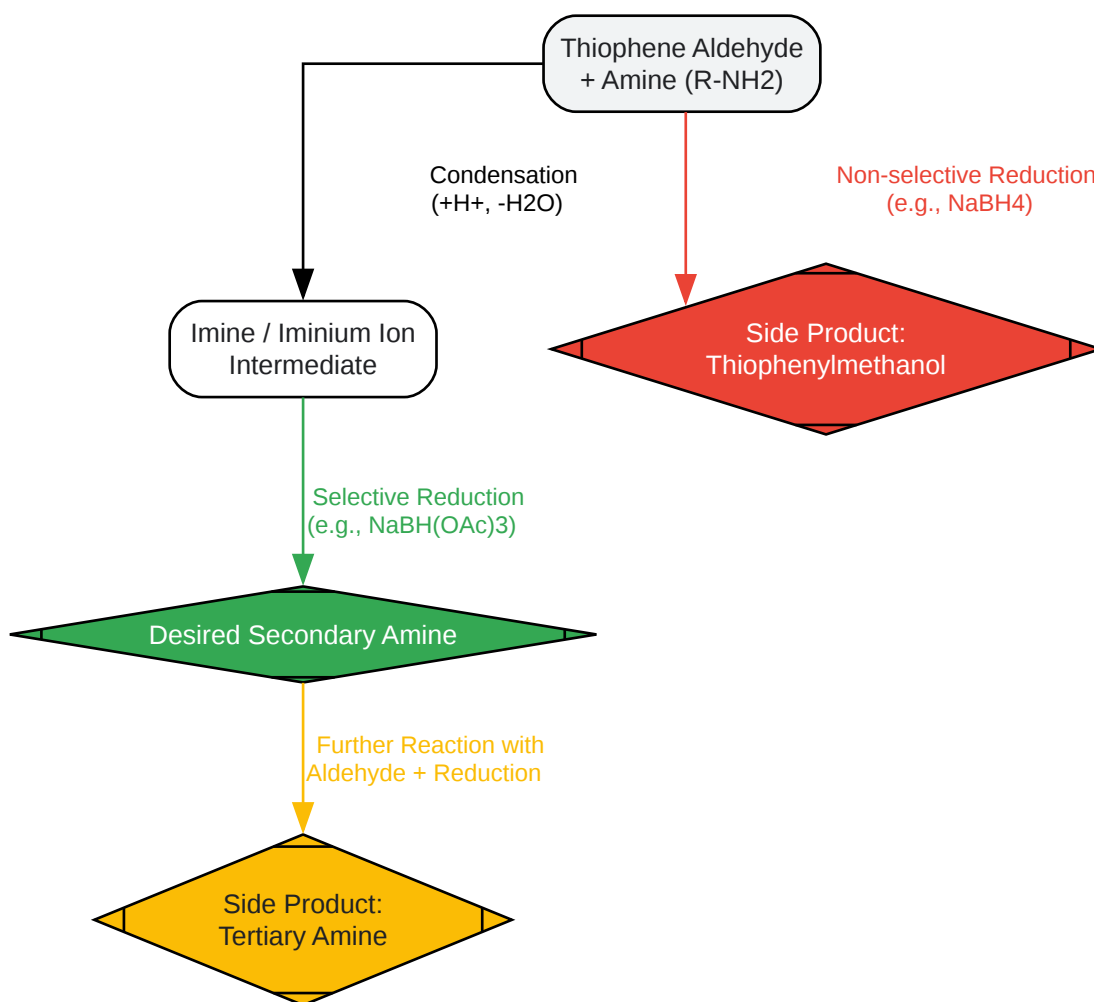 Thiophene Aldehyde
+ Amine (R-NH2)
Condensation
(+H+, -H2O)
Non-selective Reduction
(e.g., NaBH4)
Imine / Iminium Ion
Intermediate
Side Product:
Thiophenylmethanol
Selective Reduction
(e.g., NaBH(OAc)3)
Desired Secondary Amine
Further Reaction with
Aldehyde + Reduction
Side Product:
Tertiary Amine